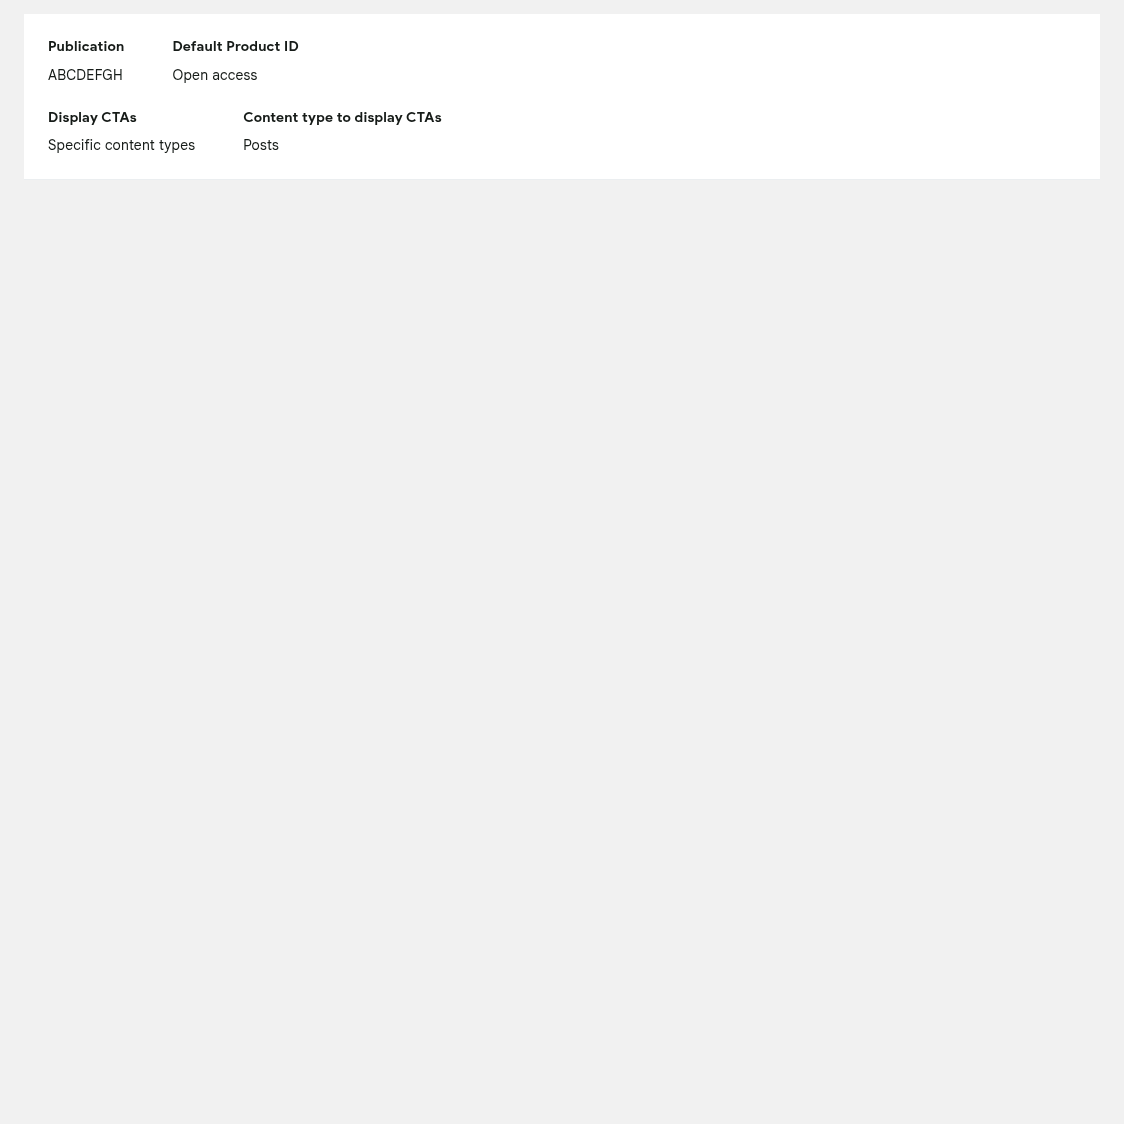 Publication Default Product ID
ABCDEFGH Open access
Display CTAs Content type to display CTAs
Specific content types Posts